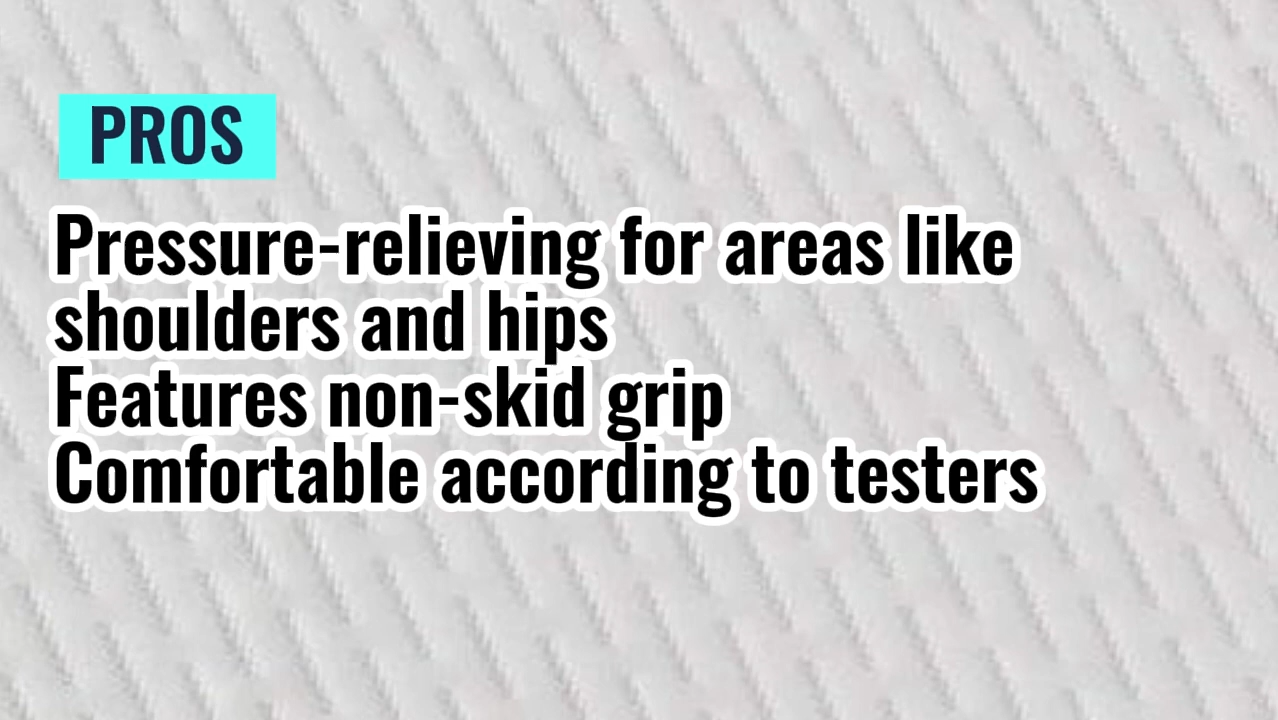 PROS
Pressure-relieving for areas like
shoulders and hips
Features non-skid grip
Comfortable according to testers